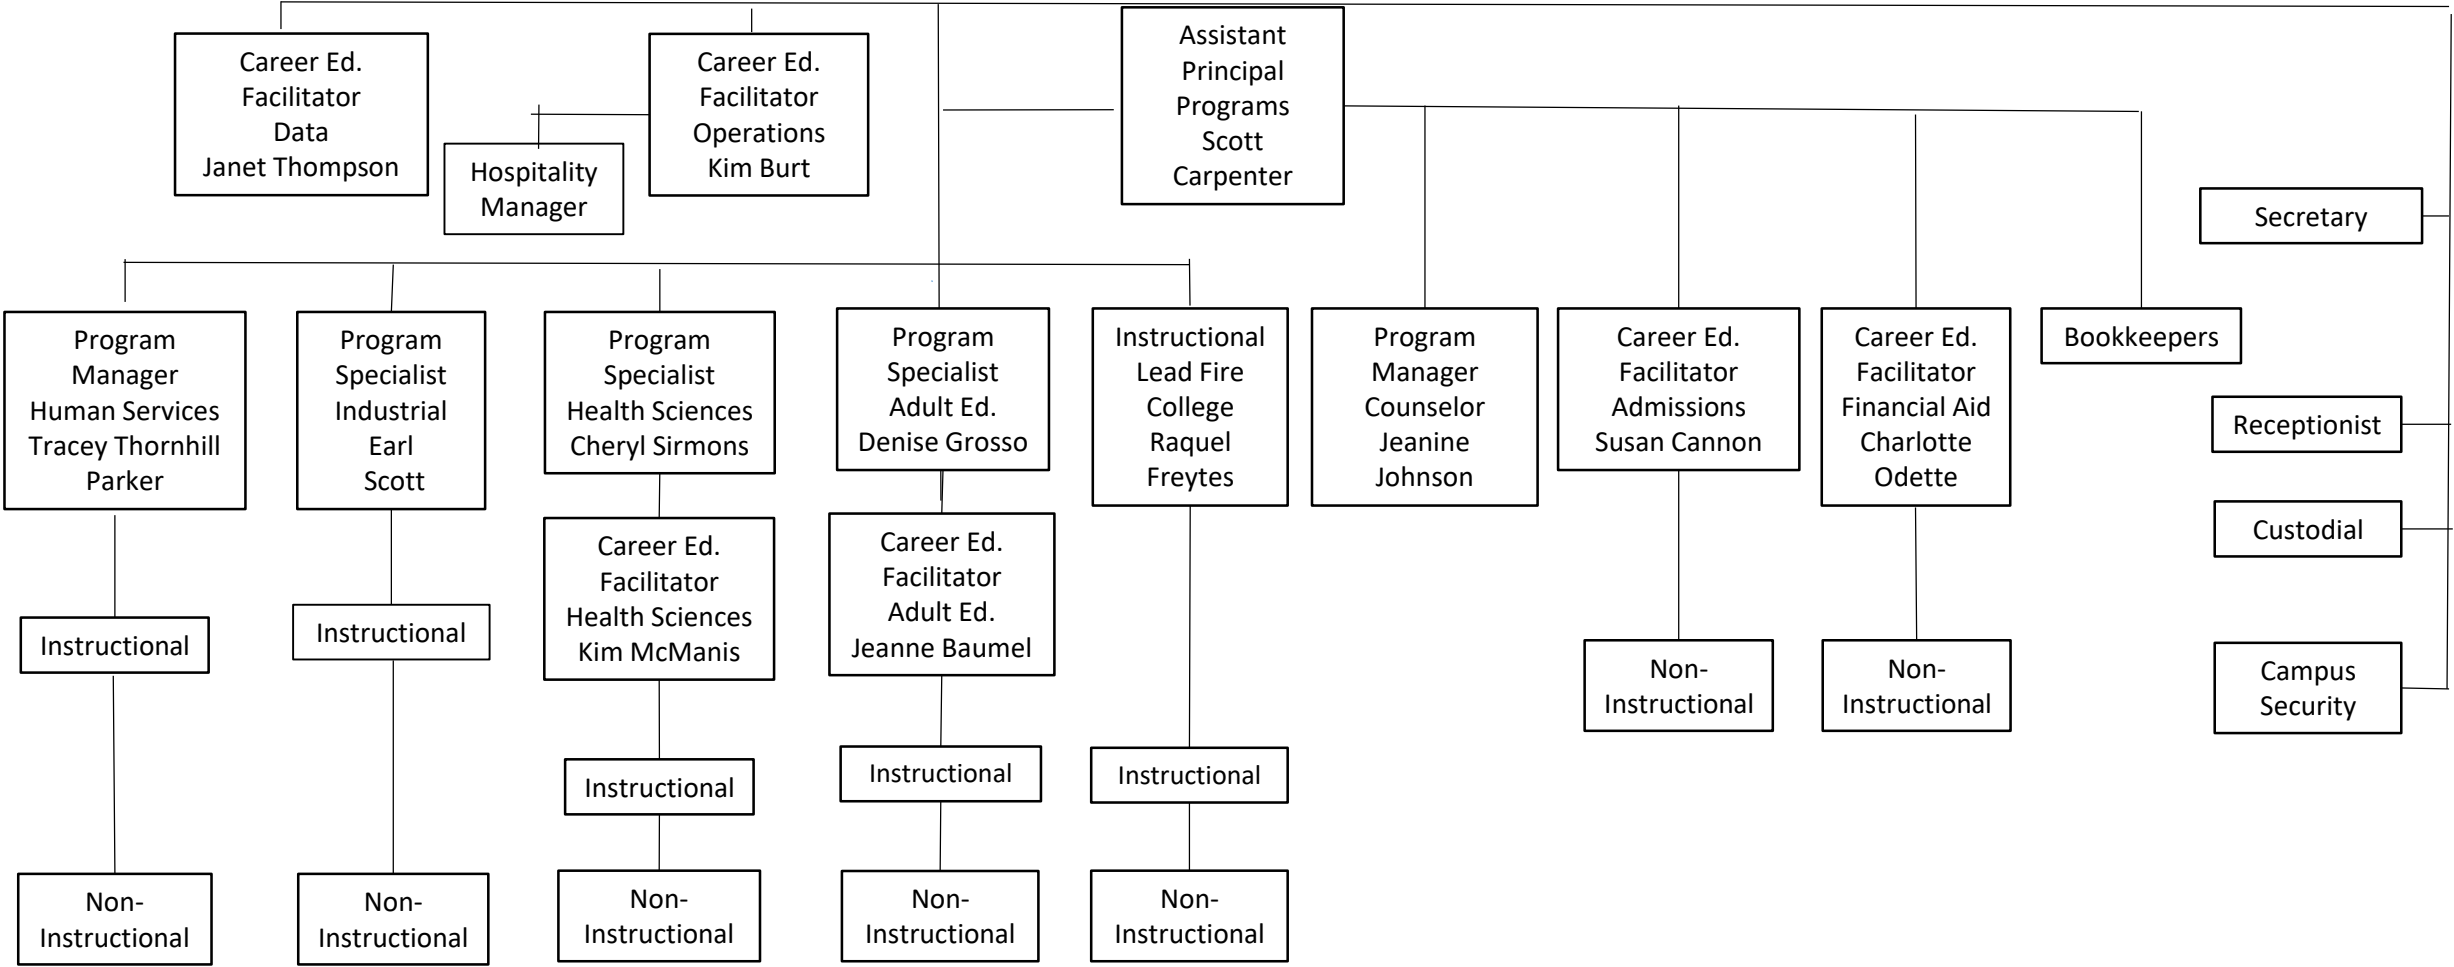 Career Ed.
Facilitator
Data
Janet Thompson
Hospitality
Manager
Career Ed.
Facilitator
Operations
Kim Burt
Assistant
Principal
Programs
Scott
Carpenter
Secretary
Program
Manager
Human Services
Tracey Thornhill
Parker
Program
Specialist
Industrial
Earl
Scott
Program
Specialist
Health Sciences
Cheryl Sirmons
Program
Specialist
Adult Ed.
Denise Grosso
Instructional
Lead Fire
College
Raquel
Freytes
Program
Manager
Counselor
Jeanine
Johnson
Career Ed.
Facilitator
Admissions
Susan Cannon
Career Ed.
Facilitator
Financial Aid
Charlotte
Odette
Bookkeepers
Receptionist
Custodial
Career Ed.
Facilitator
Health Sciences
Kim McManis
Career Ed.
Facilitator
Adult Ed.
Jeanne Baumel
Instructional
Instructional
Non-
Instructional
Non-
Instructional
Campus
Security
Instructional
Instructional
Instructional
Non-
Instructional
Non-
Instructional
Non-
Instructional
Non-
Instructional
Non-
Instructional